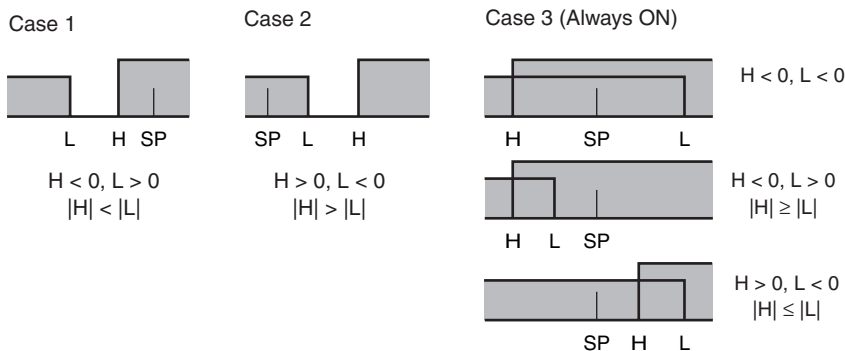 Case 1
L H SP
H < 0, L > 0
|H| < |L|
Case 2
SP L H
H > 0, L < 0
|H| > |L|
Case 3 (Always ON)
H SP L
H < 0, L < 0
H L SP
H < 0, L > 0
|H| ≥ |L|
SP H L
H > 0, L < 0
|H| ≤ |L|